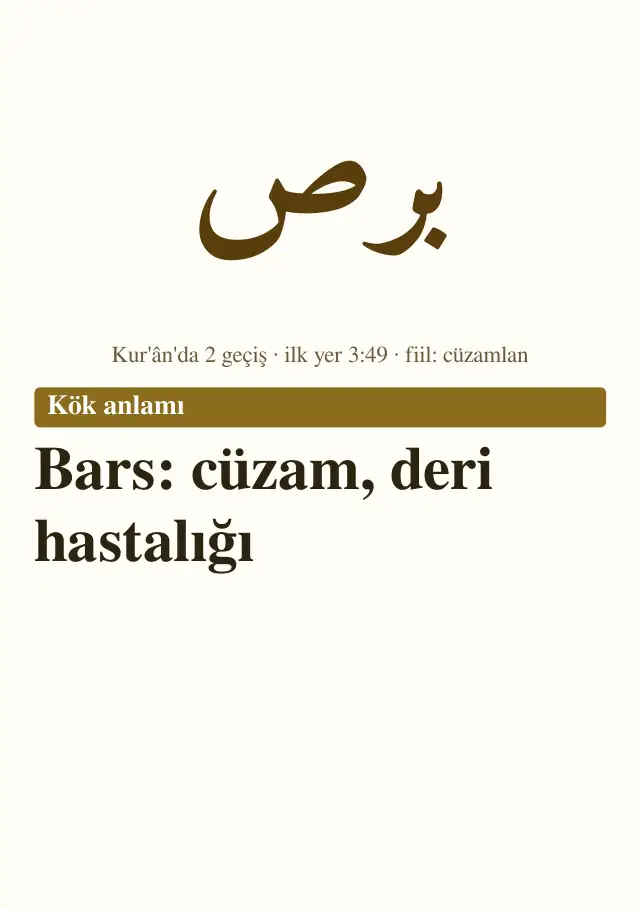 برص
Kur'ân'da 2 geçiş · ilk yer 3:49 · fiil: cüzamlan
Kök anlamı
Bars: cüzam, deri
hastalığı